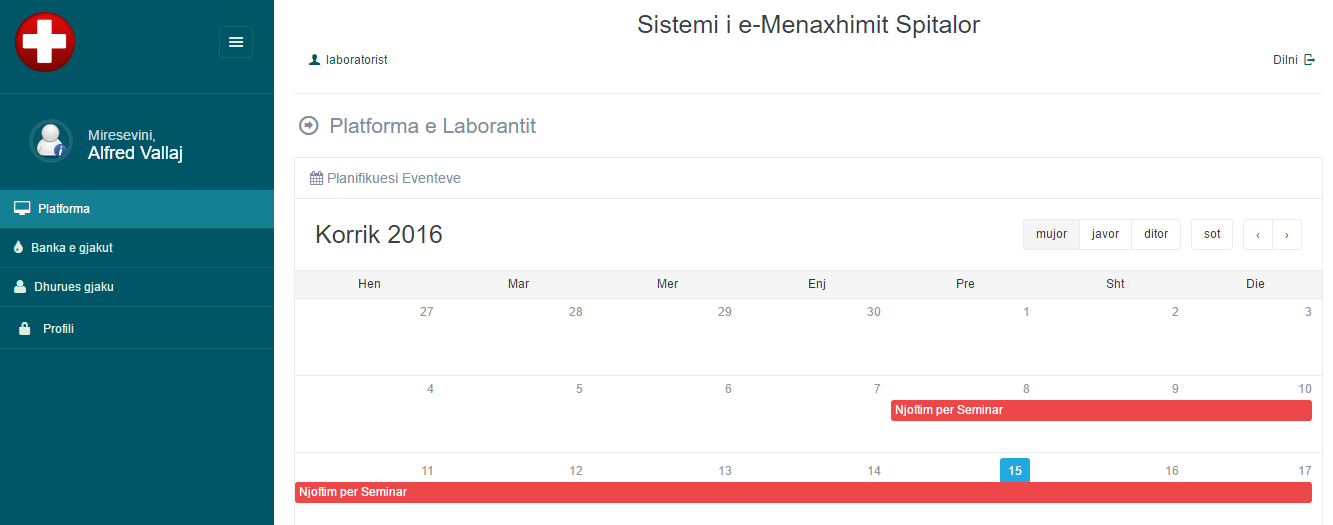 Sistemi i e-Menaxhimit Spitalor
laboratorist
Dilni
Miresevini,
Alfred Vallaj
Platforma
Banka e gjakut
Dhurues gjaku
Profili
Platforma e Laborantit
Planifikuesi Eventeve
Korrik 2016
mujor javor ditor sot ‹ ›
Hen Mar Mer Enj Pre Sht Die
27 28 29 30 1 2 3
4 5 6 7 8 9 10
Njoftim per Seminar
11 12 13 14 15 16 17
Njoftim per Seminar